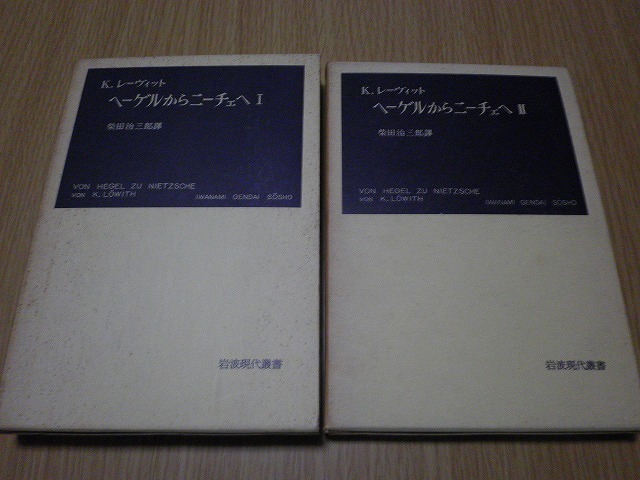 K. レーヴィット
ヘーゲルからニーチェへ I
柴田治三郎譯
VON HEGEL ZU NIETZSCHE
VON K. LÖWITH
IWANAMI GENDAI SŌSHO
岩波現代叢書
K. レーヴィット
ヘーゲルからニーチェへ II
柴田治三郎譯
VON HEGEL ZU NIETZSCHE
VON K. LÖWITH
IWANAMI GENDAI SŌSHO
岩波現代叢書